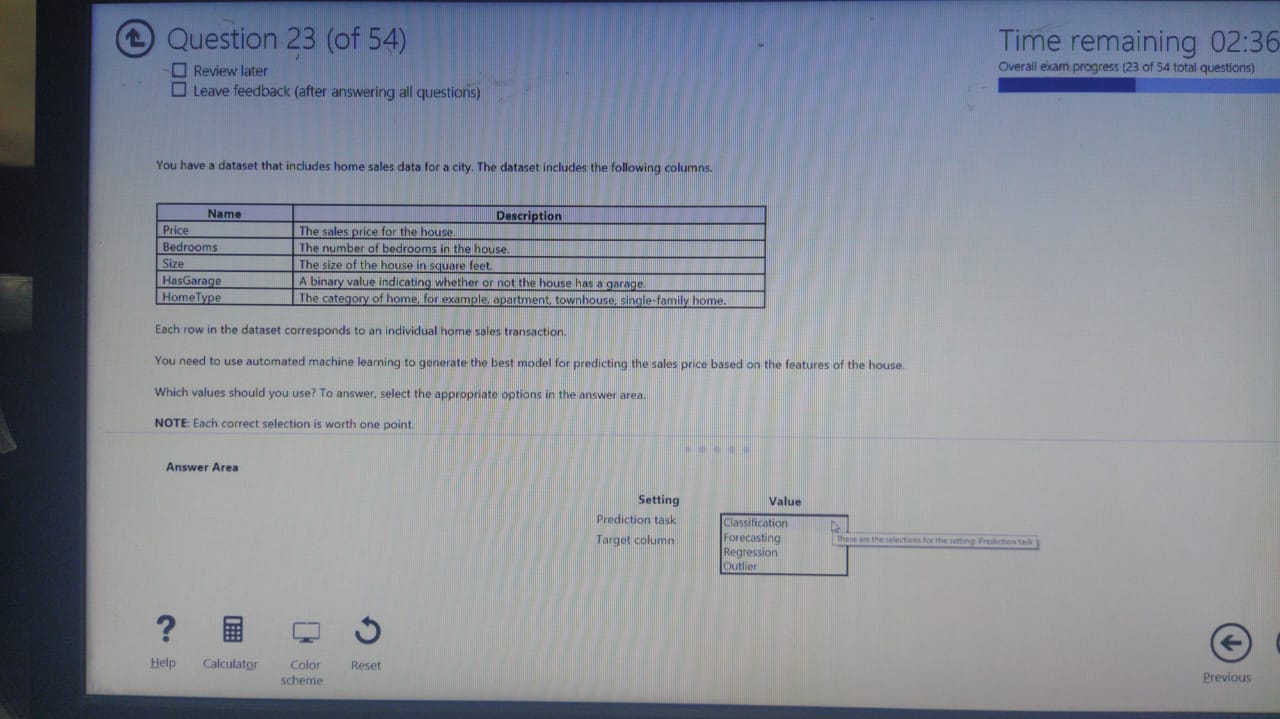 Question 23 (of 54)
Time remaining 02:36
Review later
Overall exam progress (23 of 54 total questions)
Leave feedback (after answering all questions)
You have a dataset that includes home sales data for a city. The dataset includes the following columns.
Name Description
Price The sales price for the house.
Bedrooms The number of bedrooms in the house.
Size The size of the house in square feet.
HasGarage A binary value indicating whether or not the house has a garage.
HomeType The category of home, for example, apartment, townhouse, single-family home.
Each row in the dataset corresponds to an individual home sales transaction.
You need to use automated machine learning to generate the best model for predicting the sales price based on the features of the house.
Which values should you use? To answer, select the appropriate options in the answer area.
NOTE: Each correct selection is worth one point.
Answer Area
Setting Value
Prediction task Classification
Target column Forecasting
These are the selections for the setting: Prediction task
Regression
Outlier
Help Calculator Color scheme Reset
Previous